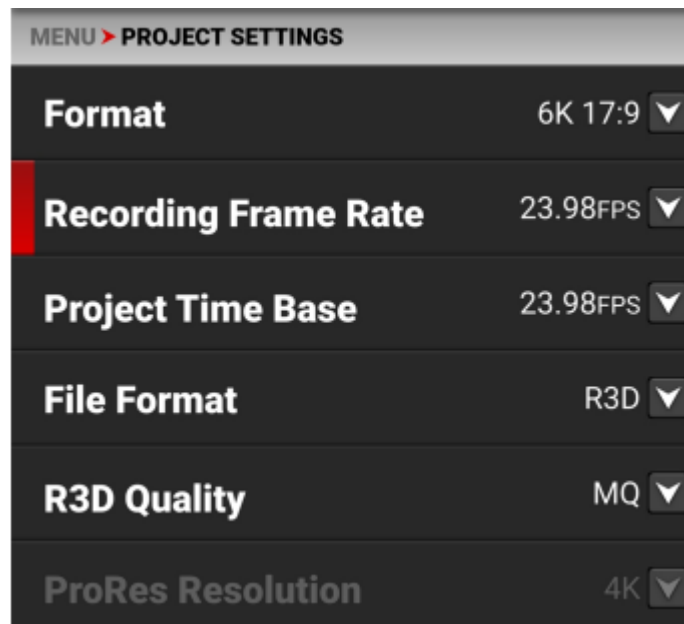 MENU > PROJECT SETTINGS
Format 6K 17:9
Recording Frame Rate 23.98FPS
Project Time Base 23.98FPS
File Format R3D
R3D Quality MQ
ProRes Resolution 4K